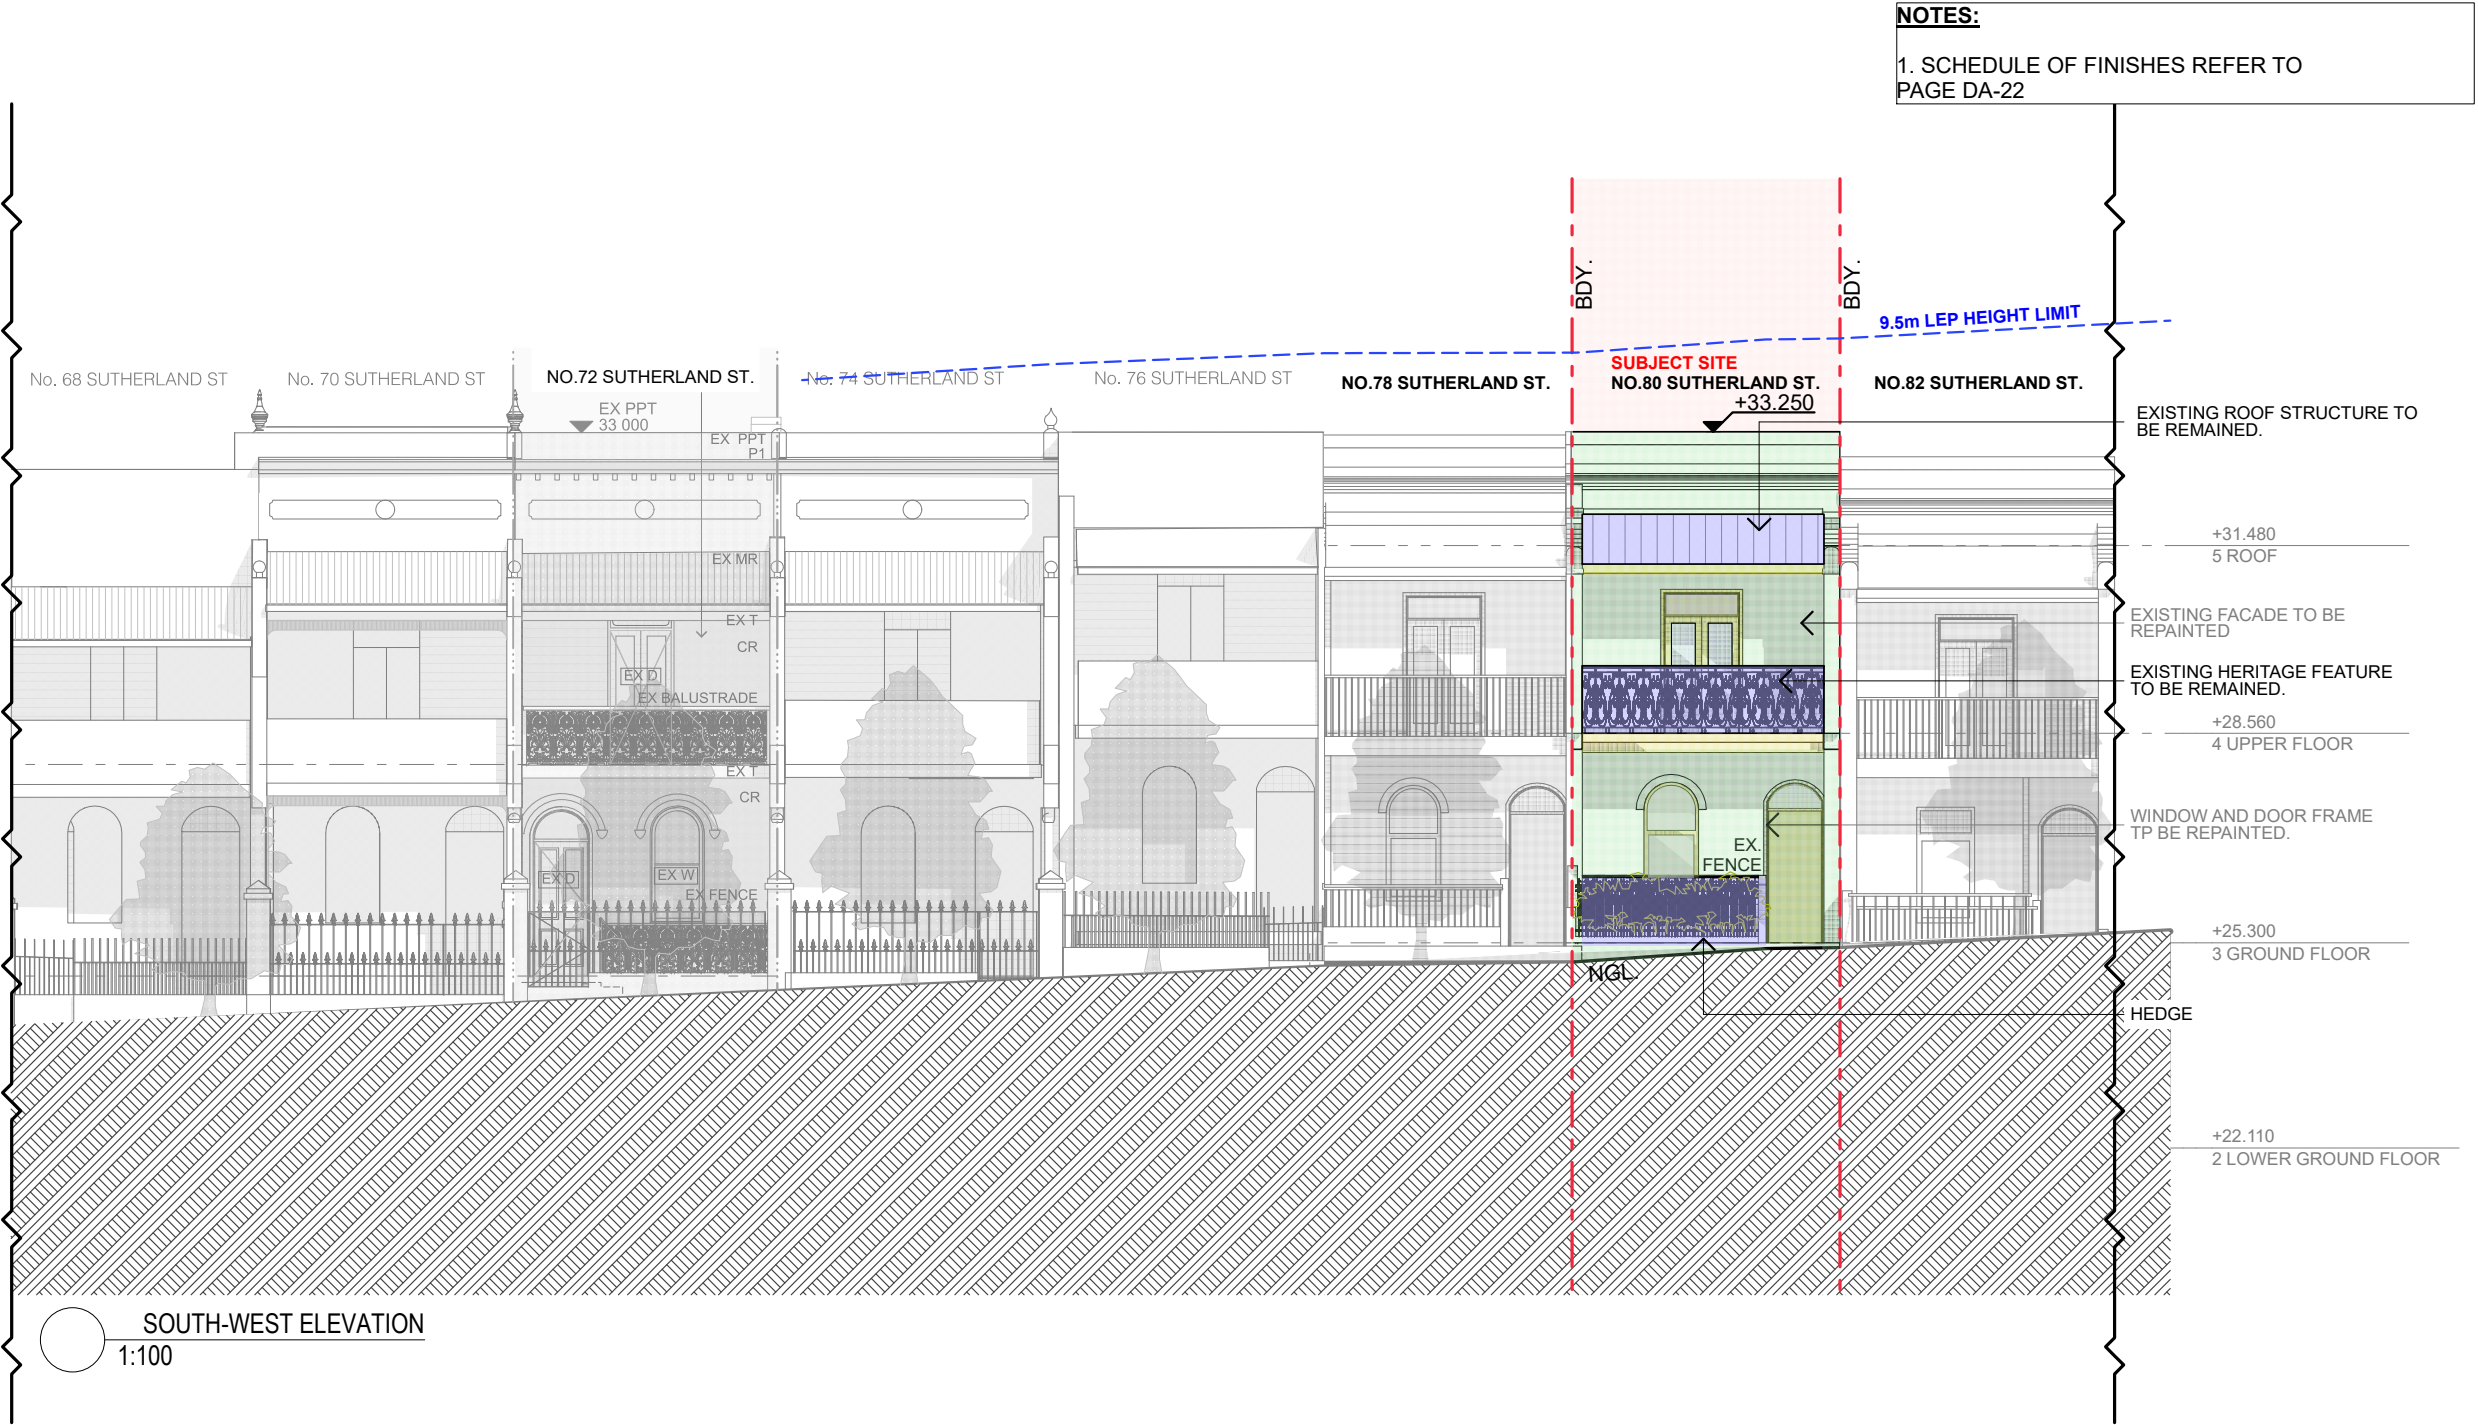 NOTES:
1. SCHEDULE OF FINISHES REFER TO
PAGE DA-22
BDY.
BDY.
9.5m LEP HEIGHT LIMIT
No. 68 SUTHERLAND ST
No. 70 SUTHERLAND ST
NO.72 SUTHERLAND ST.
No. 74 SUTHERLAND ST
No. 76 SUTHERLAND ST
NO.78 SUTHERLAND ST.
SUBJECT SITE
NO.80 SUTHERLAND ST.
NO.82 SUTHERLAND ST.
+33.250
EX PPT
33 000
EX PPT
P1
EX MR
EX T
CR
EX D
EX BALUSTRADE
EX T
CR
EX D
EX W
EX FENCE
EX.
FENCE
NGL.
EXISTING ROOF STRUCTURE TO
BE REMAINED.
+31.480
5 ROOF
EXISTING FACADE TO BE
REPAINTED
EXISTING HERITAGE FEATURE
TO BE REMAINED.
+28.560
4 UPPER FLOOR
WINDOW AND DOOR FRAME
TP BE REPAINTED.
+25.300
3 GROUND FLOOR
HEDGE
+22.110
2 LOWER GROUND FLOOR
SOUTH-WEST ELEVATION
1:100